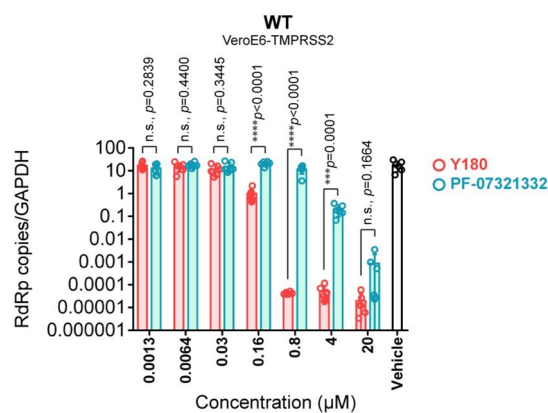 WT
VeroE6-TMPRSS2
n.s., p=0.2839
n.s., p=0.4400
n.s., p=0.3445
****p<0.0001
****p<0.0001
***p=0.0001
n.s., p=0.1664
Y180
PF-07321332
RdRp copies/GAPDH
100
10
1
0.1
0.01
0.001
0.0001
0.00001
0.000001
0.0013
0.0064
0.03
0.16
0.8
4
20
Vehicle
Concentration (μM)